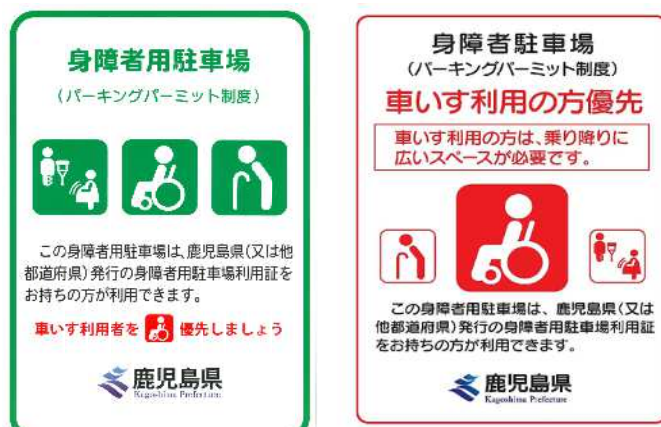 身障者用駐車場
（パーキングパーミット制度）
この身障者用駐車場は、鹿児島県（又は他
都道府県）発行の身障者用駐車場利用証を
お持ちの方が利用できます。
車いす利用者を 優先しましょう
鹿児島県
Kagoshima Prefecture
身障者駐車場
（パーキングパーミット制度）
車いす利用の方優先
車いす利用の方は、乗り降りに
広いスペースが必要です。
この身障者用駐車場は、鹿児島県（又は
他都道府県）発行の身障者用駐車場利用証
をお持ちの方が利用できます。
鹿児島県
Kagoshima Prefecture